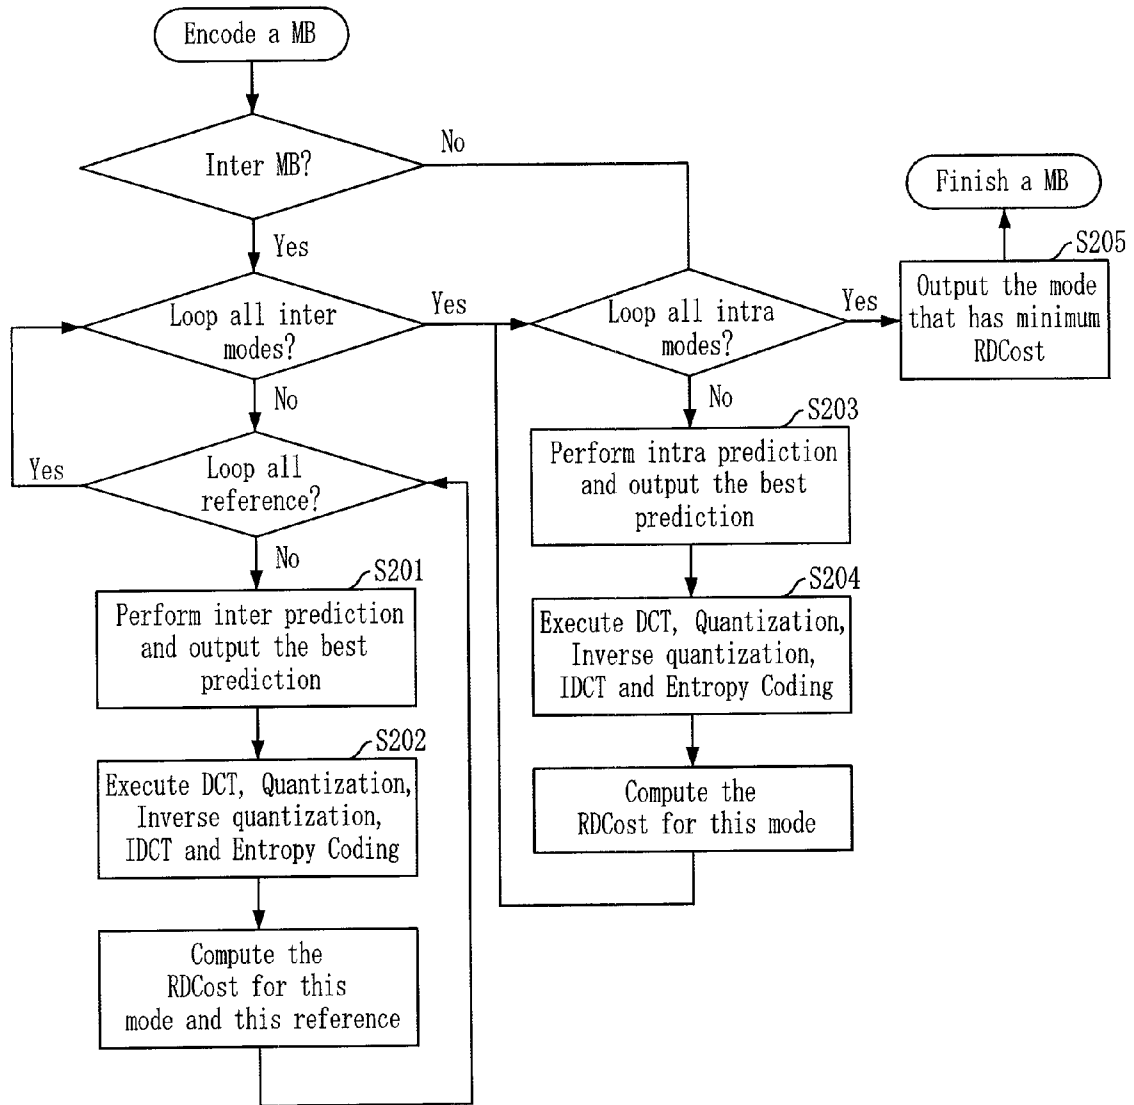 Encode a MB
Inter MB?
No
Yes
Loop all inter
modes?
Yes
No
Loop all
reference?
Yes
No
S201
Perform inter prediction
and output the best
prediction
S202
Execute DCT, Quantization,
Inverse quantization,
IDCT and Entropy Coding
Compute the
RDCost for this
mode and this reference
Loop all intra
modes?
Yes
No
S203
Perform intra prediction
and output the best
prediction
S204
Execute DCT, Quantization,
Inverse quantization,
IDCT and Entropy Coding
Compute the
RDCost for this mode
S205
Output the mode
that has minimum
RDCost
Finish a MB